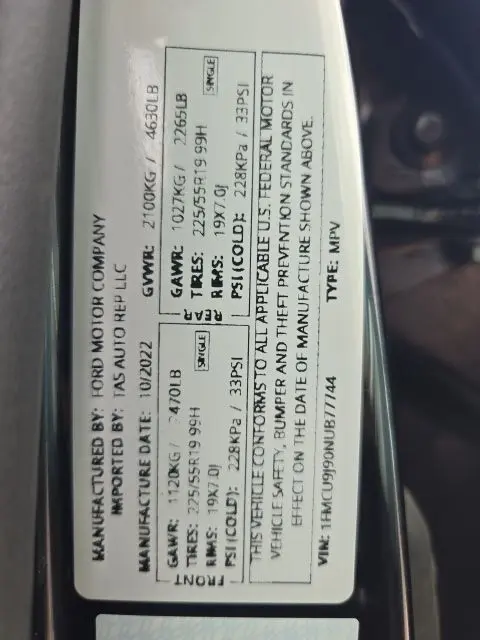 MANUFACTURED BY: FORD MOTOR COMPANY
IMPORTED BY: TAS AUTO REP LLC
MANUFACTURE DATE: 10/2022 GVWR: 2100KG / 4630LB
GAWR: 1120KG / 2470LB
TIRES: 225/55R19 99H
RIMS: 19X7.0J SINGLE
PSI (COLD): 228KPa / 33PSI
GAWR: 1027KG / 2265LB
TIRES: 225/55R19 99H
RIMS: 19X7.0J SINGLE
PSI (COLD): 228KPa / 33PSI
THIS VEHICLE CONFORMS TO ALL APPLICABLE U.S. FEDERAL MOTOR
VEHICLE SAFETY, BUMPER AND THEFT PREVENTION STANDARDS IN
EFFECT ON THE DATE OF MANUFACTURE SHOWN ABOVE.
VIN: 1FMCU9J90NUB77744 TYPE: MPV